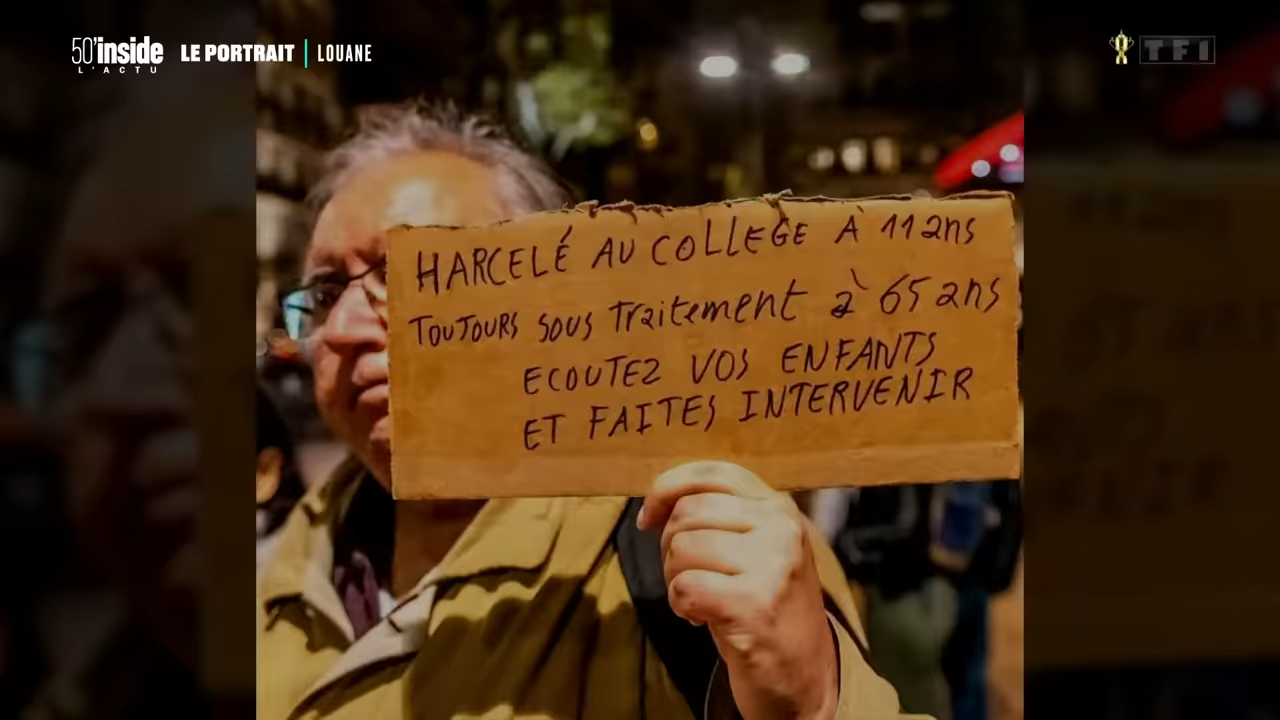 50'inside
L'ACTU
LE PORTRAIT
LOUANE
TF1
HARCELÉ AU COLLEGE À 11 ans
TOUJOURS sous Traitement à 65 ans
ECOUTEZ VOS ENFANTS
ET FAITES INTERVENIR